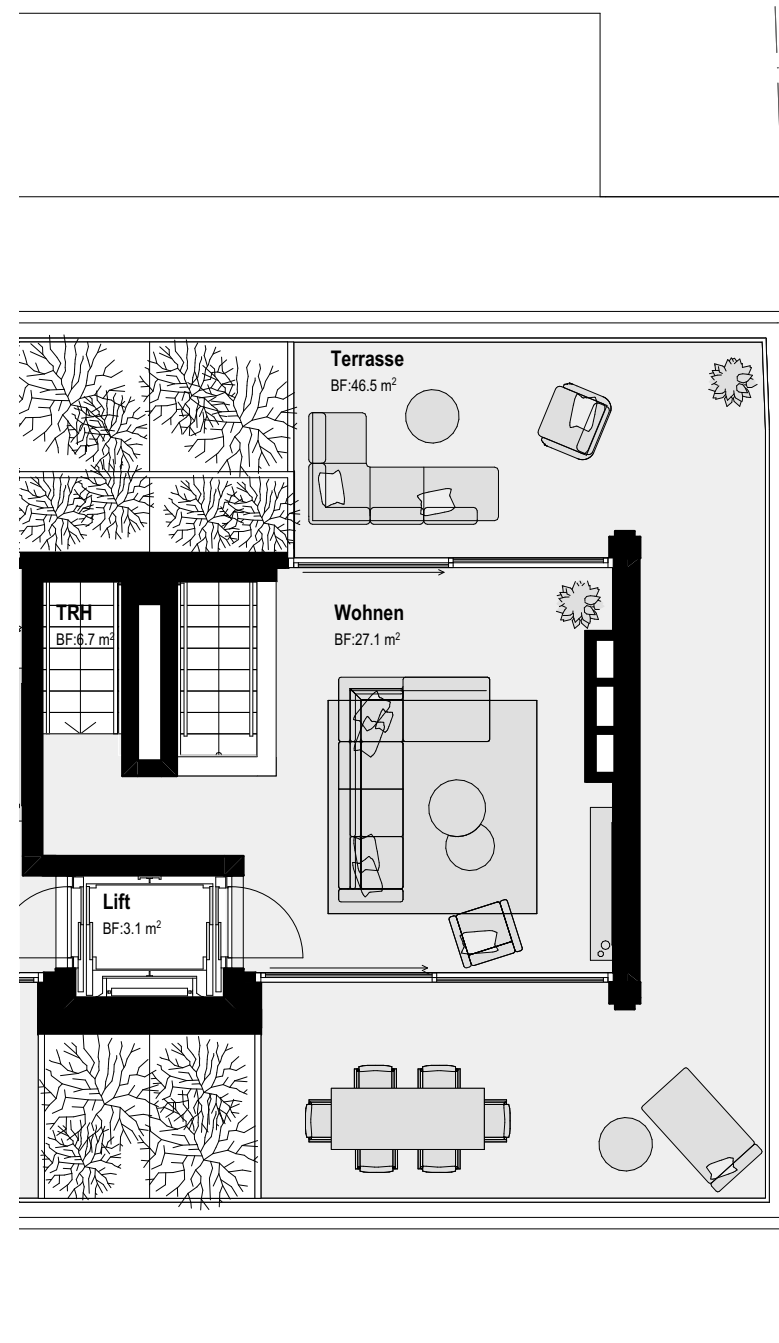 Terrasse
BF:46.5 m²
TRH
BF:6.7 m²
Wohnen
BF:27.1 m²
Lift
BF:3.1 m²